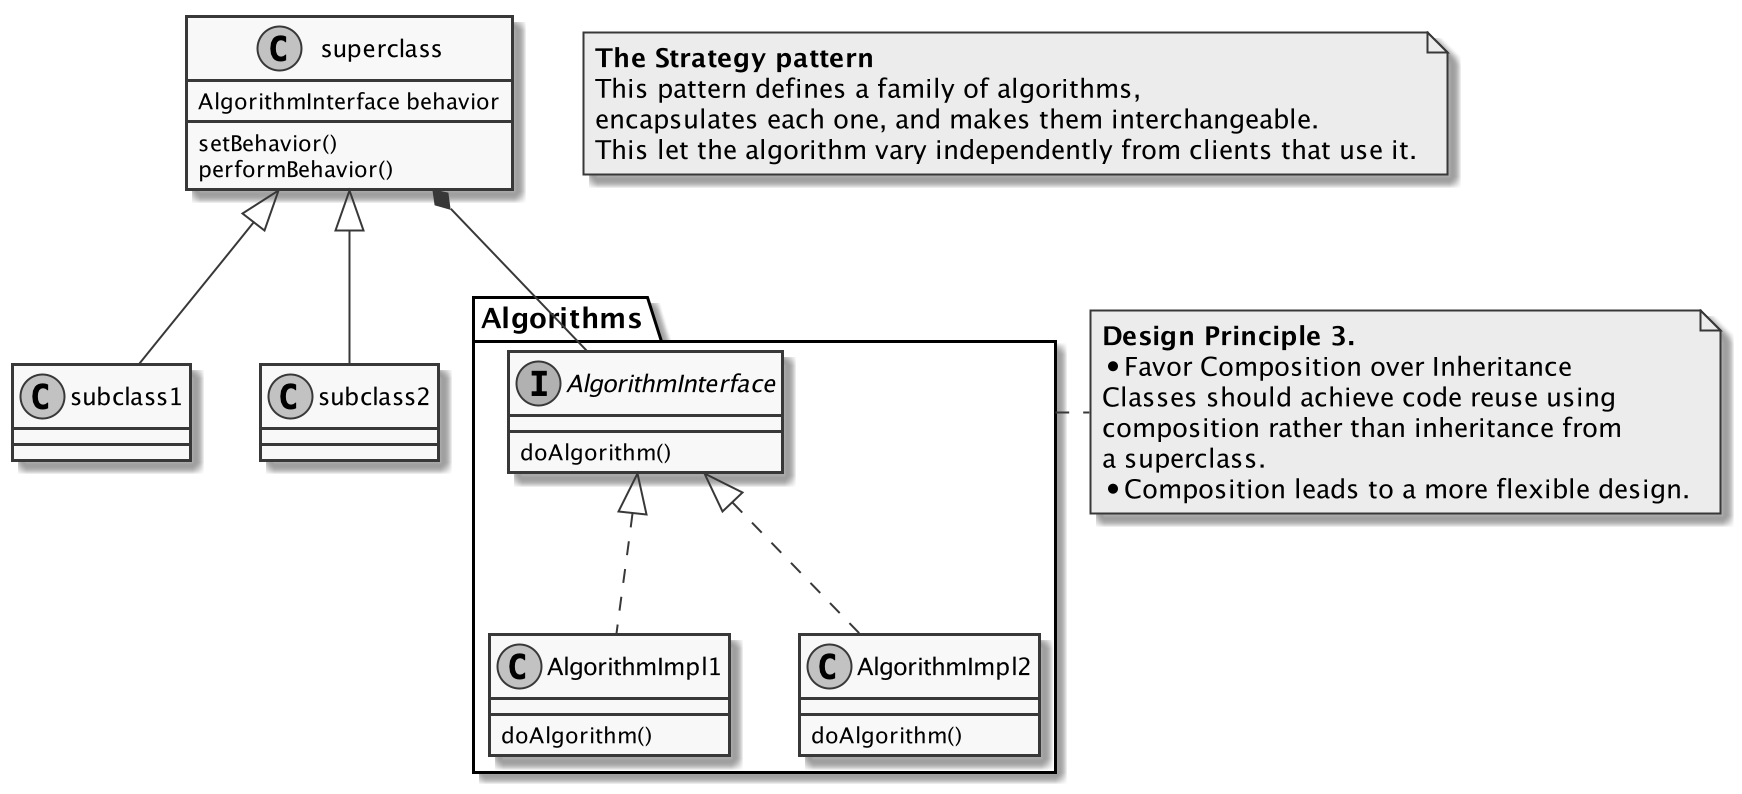 C superclass
AlgorithmInterface behavior
setBehavior()
performBehavior()
The Strategy pattern
This pattern defines a family of algorithms,
encapsulates each one, and makes them interchangeable.
This let the algorithm vary independently from clients that use it.
C subclass1
C subclass2
Algorithms
I AlgorithmInterface
doAlgorithm()
Design Principle 3.
•Favor Composition over Inheritance
Classes should achieve code reuse using
composition rather than inheritance from
a superclass.
•Composition leads to a more flexible design.
C AlgorithmImpl1
doAlgorithm()
C AlgorithmImpl2
doAlgorithm()